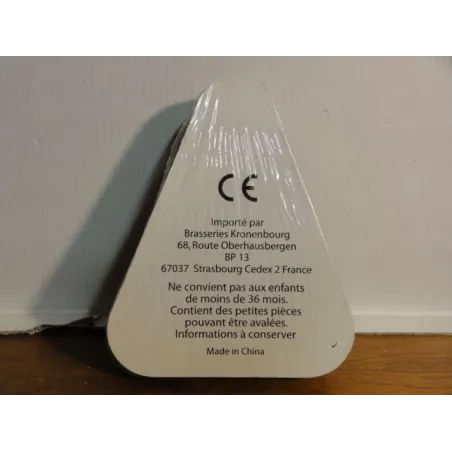 CE
Importé par
Brasseries Kronenbourg
68, Route Oberhausbergen
BP 13
67037 Strasbourg Cedex 2 France
Ne convient pas aux enfants
de moins de 36 mois.
Contient des petites pièces
pouvant être avalées.
Informations à conserver
Made in China